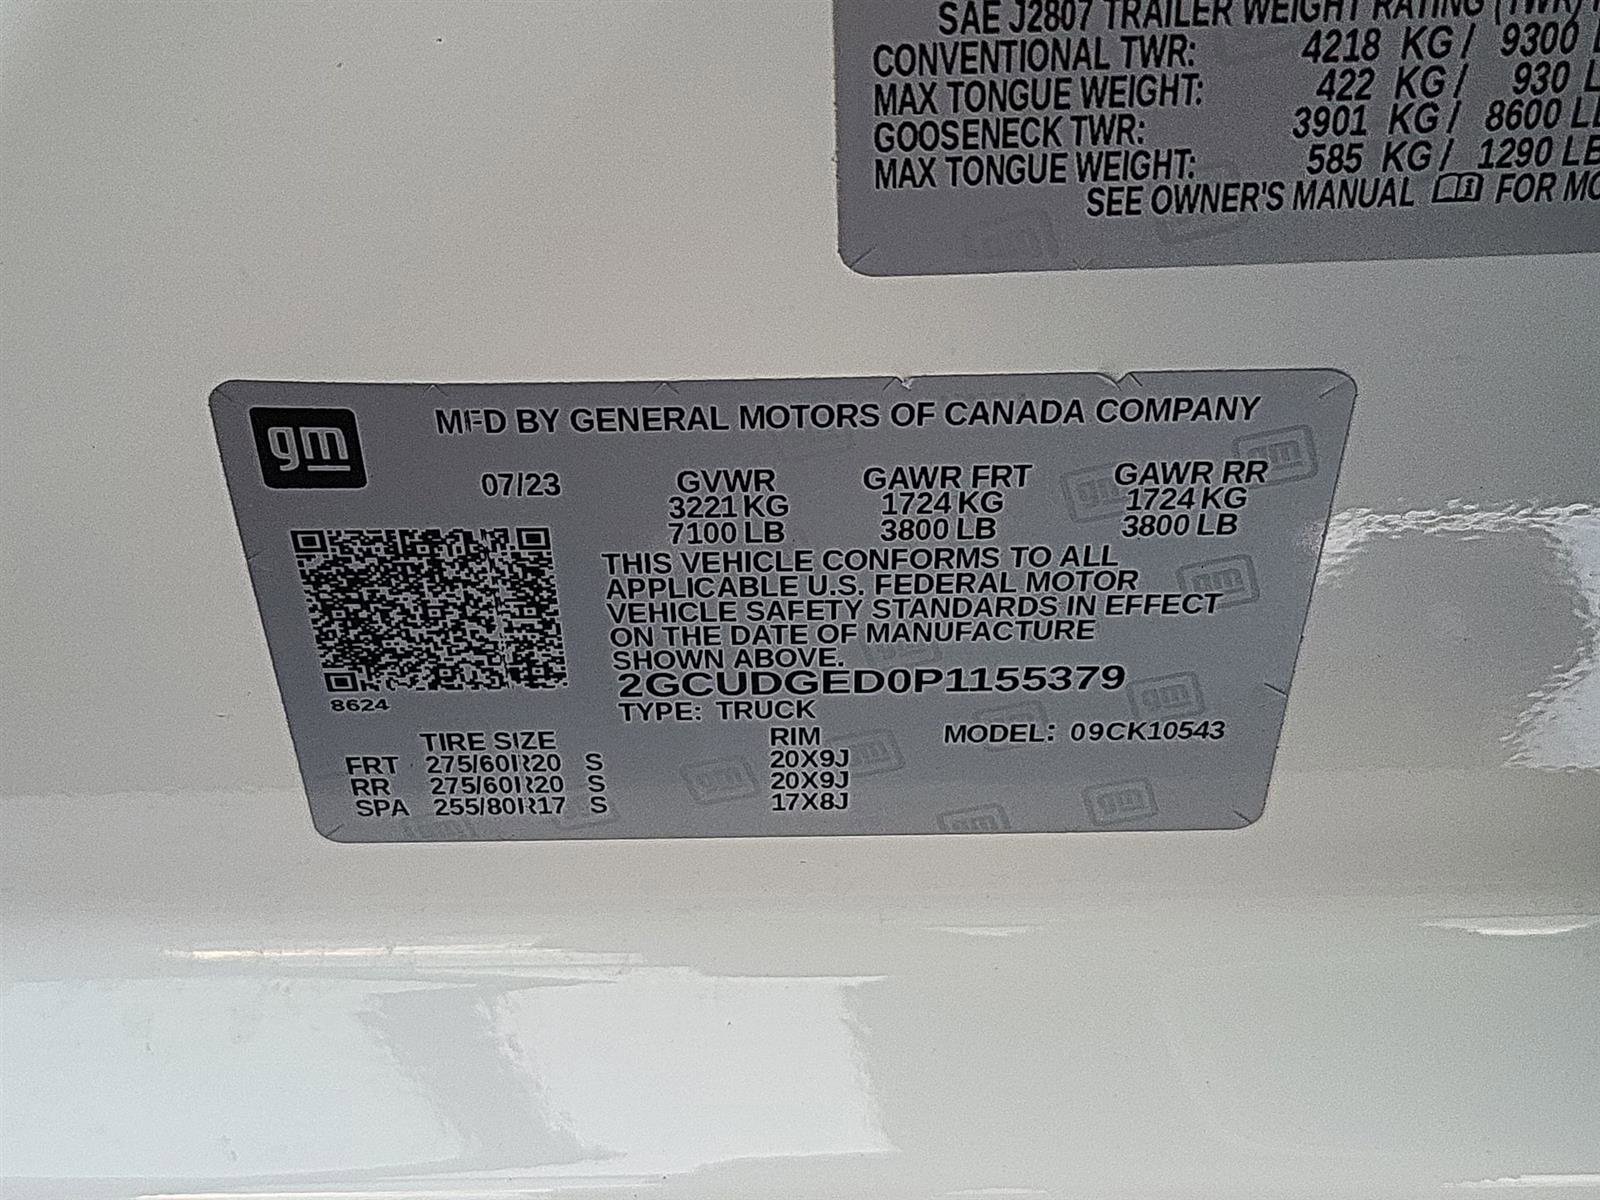 SAE J2807 TRAILER WEIGHT RATING (TWR)
CONVENTIONAL TWR: 4218 KG / 9300
MAX TONGUE WEIGHT: 422 KG / 930 L
GOOSENECK TWR: 3901 KG / 8600 LB
MAX TONGUE WEIGHT: 585 KG / 1290 LB
SEE OWNER'S MANUAL FOR MO
gm
MFD BY GENERAL MOTORS OF CANADA COMPANY
07/23 GVWR GAWR FRT GAWR RR
3221 KG 1724 KG 1724 KG
7100 LB 3800 LB 3800 LB
THIS VEHICLE CONFORMS TO ALL
APPLICABLE U.S. FEDERAL MOTOR
VEHICLE SAFETY STANDARDS IN EFFECT
ON THE DATE OF MANUFACTURE
SHOWN ABOVE.
2GCUDGED0P1155379
8624
TYPE: TRUCK
TIRE SIZE RIM MODEL: 09CK10543
FRT 275/60R20 S 20X9J
RR 275/60R20 S 20X9J
SPA 255/80R17 S 17X8J